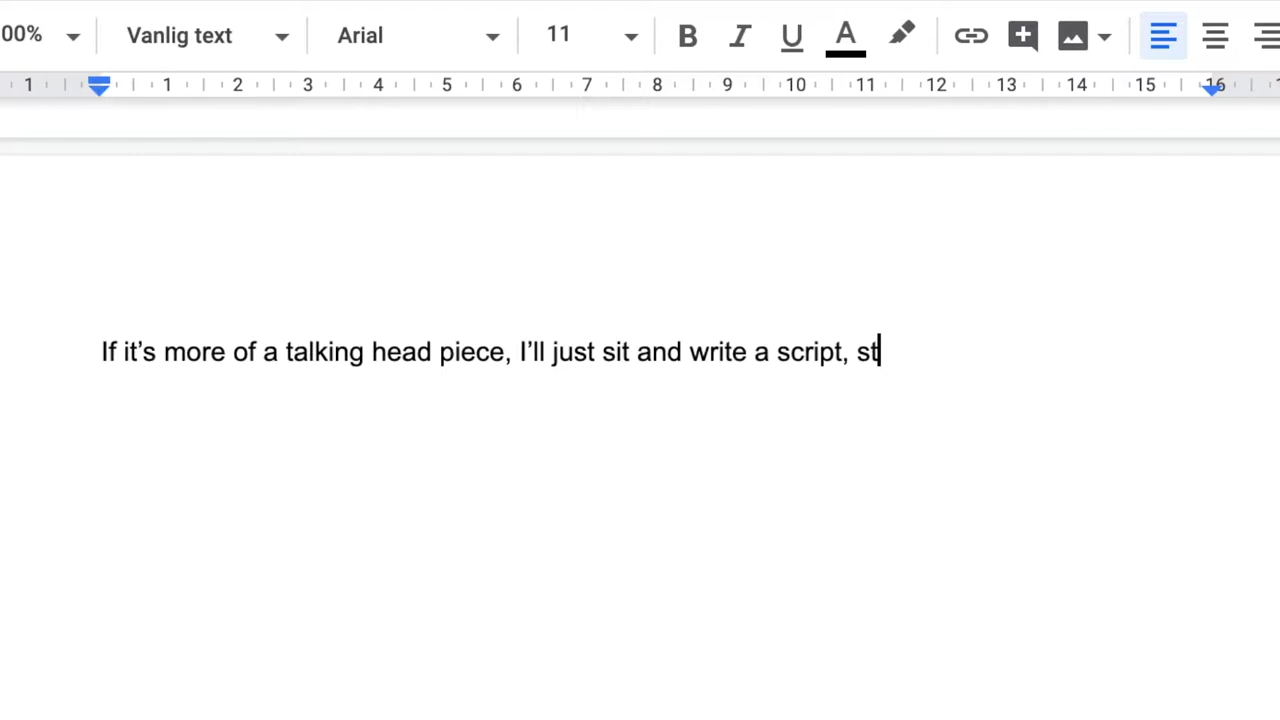 00% Vanlig text Arial 11 B I U A
1 1 2 3 4 5 6 7 8 9 10 11 12 13 14 15 16
If it’s more of a talking head piece, I’ll just sit and write a script, st